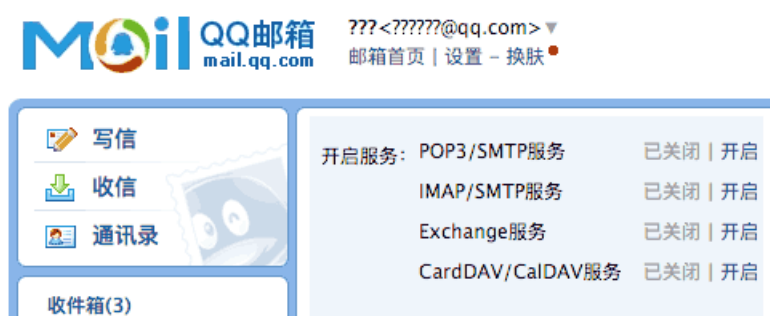 Mail QQ邮箱
mail.qq.com
???<??????@qq.com>
邮箱首页 | 设置 - 换肤
写信
收信
通讯录
收件箱(3)
开启服务: POP3/SMTP服务 已关闭 | 开启
IMAP/SMTP服务 已关闭 | 开启
Exchange服务 已关闭 | 开启
CardDAV/CalDAV服务 已关闭 | 开启